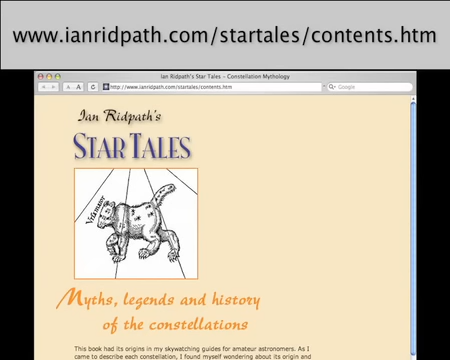 www.ianridpath.com/startales/contents.htm
Ian Ridpath's Star Tales - Constellation Mythology
A A
http://www.ianridpath.com/startales/contents.htm
Google
Ian Ridpath's
STAR TALES
Myths, legends and history
of the constellations
This book had its origins in my skywatching guides for amateur astronomers. As I
came to describe each constellation, I found myself wondering about its origin and